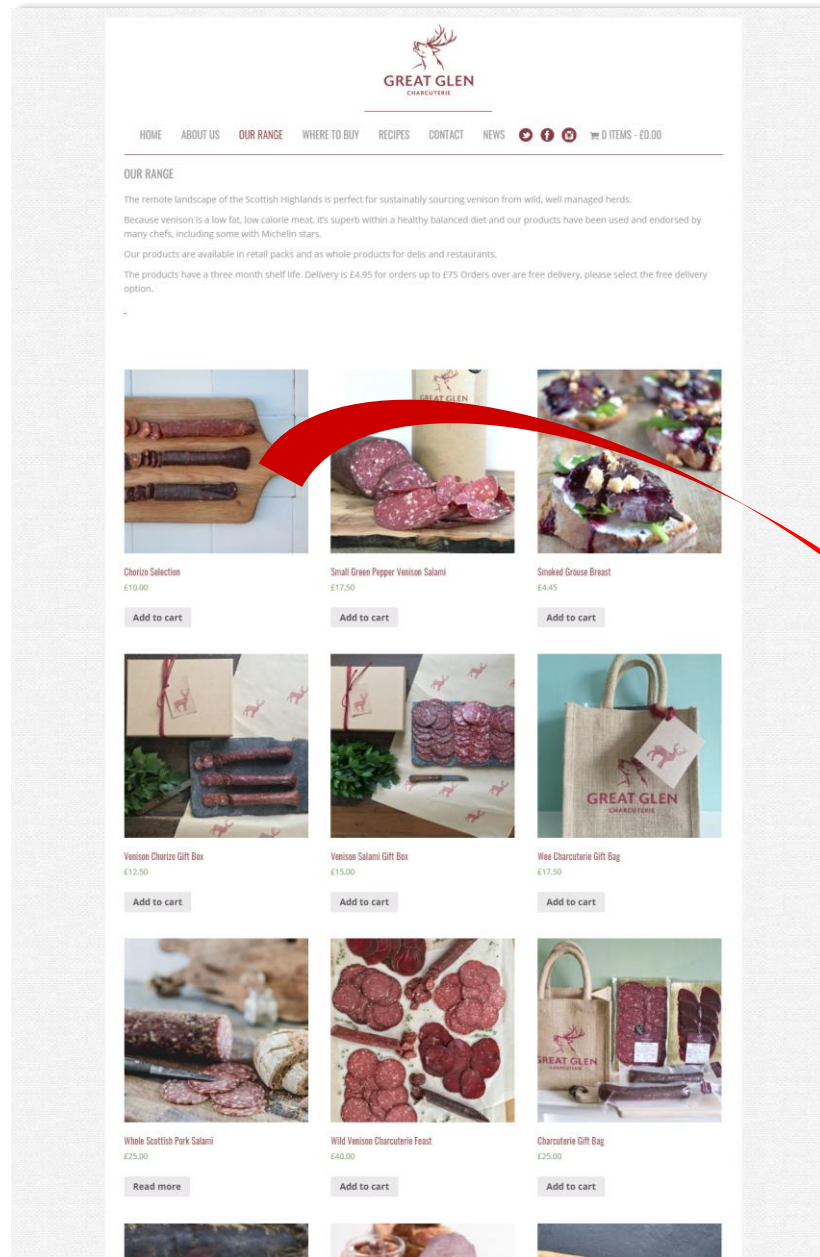 GREAT GLEN
CHARCUTERIE
HOME ABOUT US OUR RANGE WHERE TO BUY RECIPES CONTACT NEWS 0 ITEMS - £0.00
OUR RANGE
The remote landscape of the Scottish Highlands is perfect for sustainably sourcing venison from wild, well managed herds.
Because venison is a low fat, low calorie meat, it's superb within a healthy balanced diet and our products have been used and endorsed by
many chefs, including some with Michelin stars.
Our products are available in retail packs and as whole products for delis and restaurants.
The products have a three month shelf life. Delivery is £4.95 for orders up to £75 Orders over are free delivery, please select the free delivery
option.
-
GREAT GLEN
Chorizo Selection Small Green Pepper Venison Salami Smoked Grouse Breast
£10.00 £17.50 £4.45
Add to cart Add to cart Add to cart
GREAT GLEN
CHARCUTERIE
Venison Chorizo Gift Box Venison Salami Gift Box Wee Charcuterie Gift Bag
£12.50 £15.00 £17.50
Add to cart Add to cart Add to cart
GREAT GLEN
Whole Scottish Pork Salami Wild Venison Charcuterie Feast Charcuterie Gift Bag
£25.00 £40.00 £25.00
Read more Add to cart Add to cart